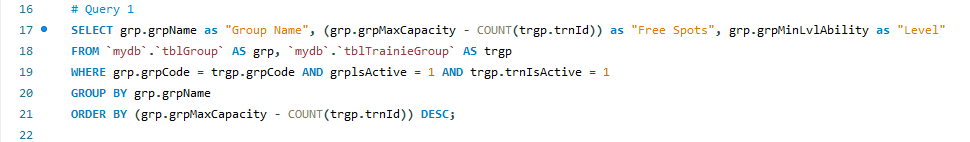 16 # Query 1
17 SELECT grp.grpName as "Group Name", (grp.grpMaxCapacity - COUNT(trgp.trnId)) as "Free Spots", grp.grpMinLvlAbility as "Level"
18 FROM `mydb`.`tblGroup` AS grp, `mydb`.`tblTrainieGroup` AS trgp
19 WHERE grp.grpCode = trgp.grpCode AND grplsActive = 1 AND trgp.trnIsActive = 1
20 GROUP BY grp.grpName
21 ORDER BY (grp.grpMaxCapacity - COUNT(trgp.trnId)) DESC;
22